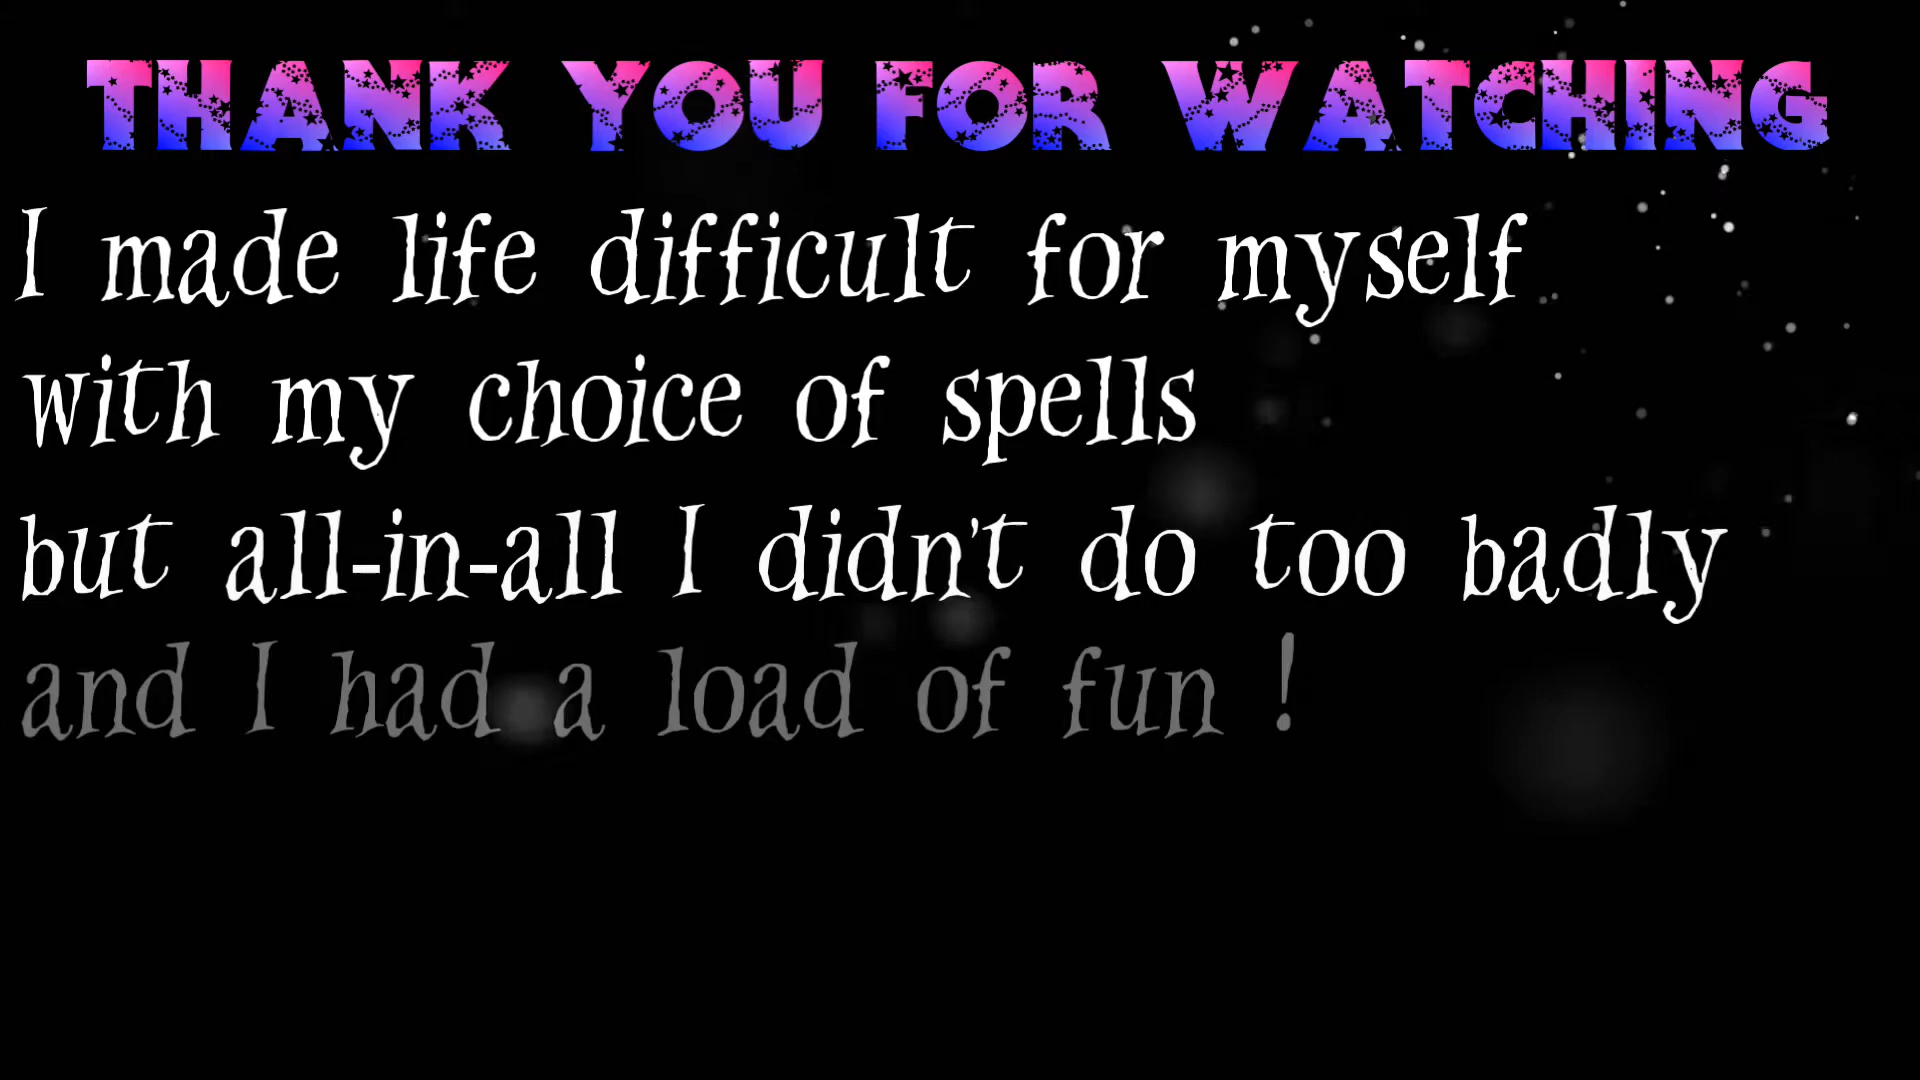 THANK YOU FOR WATCHING
I made life difficult for myself
with my choice of spells
but all-in-all I didn't do too badly
and I had a load of fun !